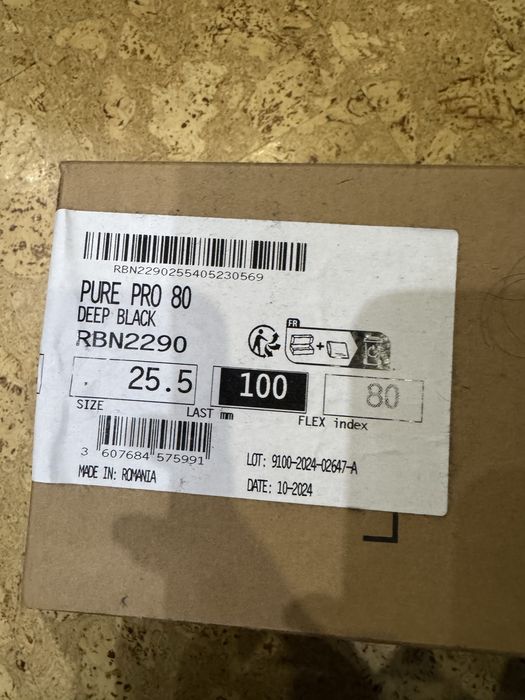 RBN2290255405230569
PURE PRO 80
DEEP BLACK
RBN2290
FR
25.5
100
80
SIZE
LAST mm
FLEX index
3 607684 575991
LOT: 9100-2024-02647-A
MADE IN: ROMANIA
DATE: 10-2024